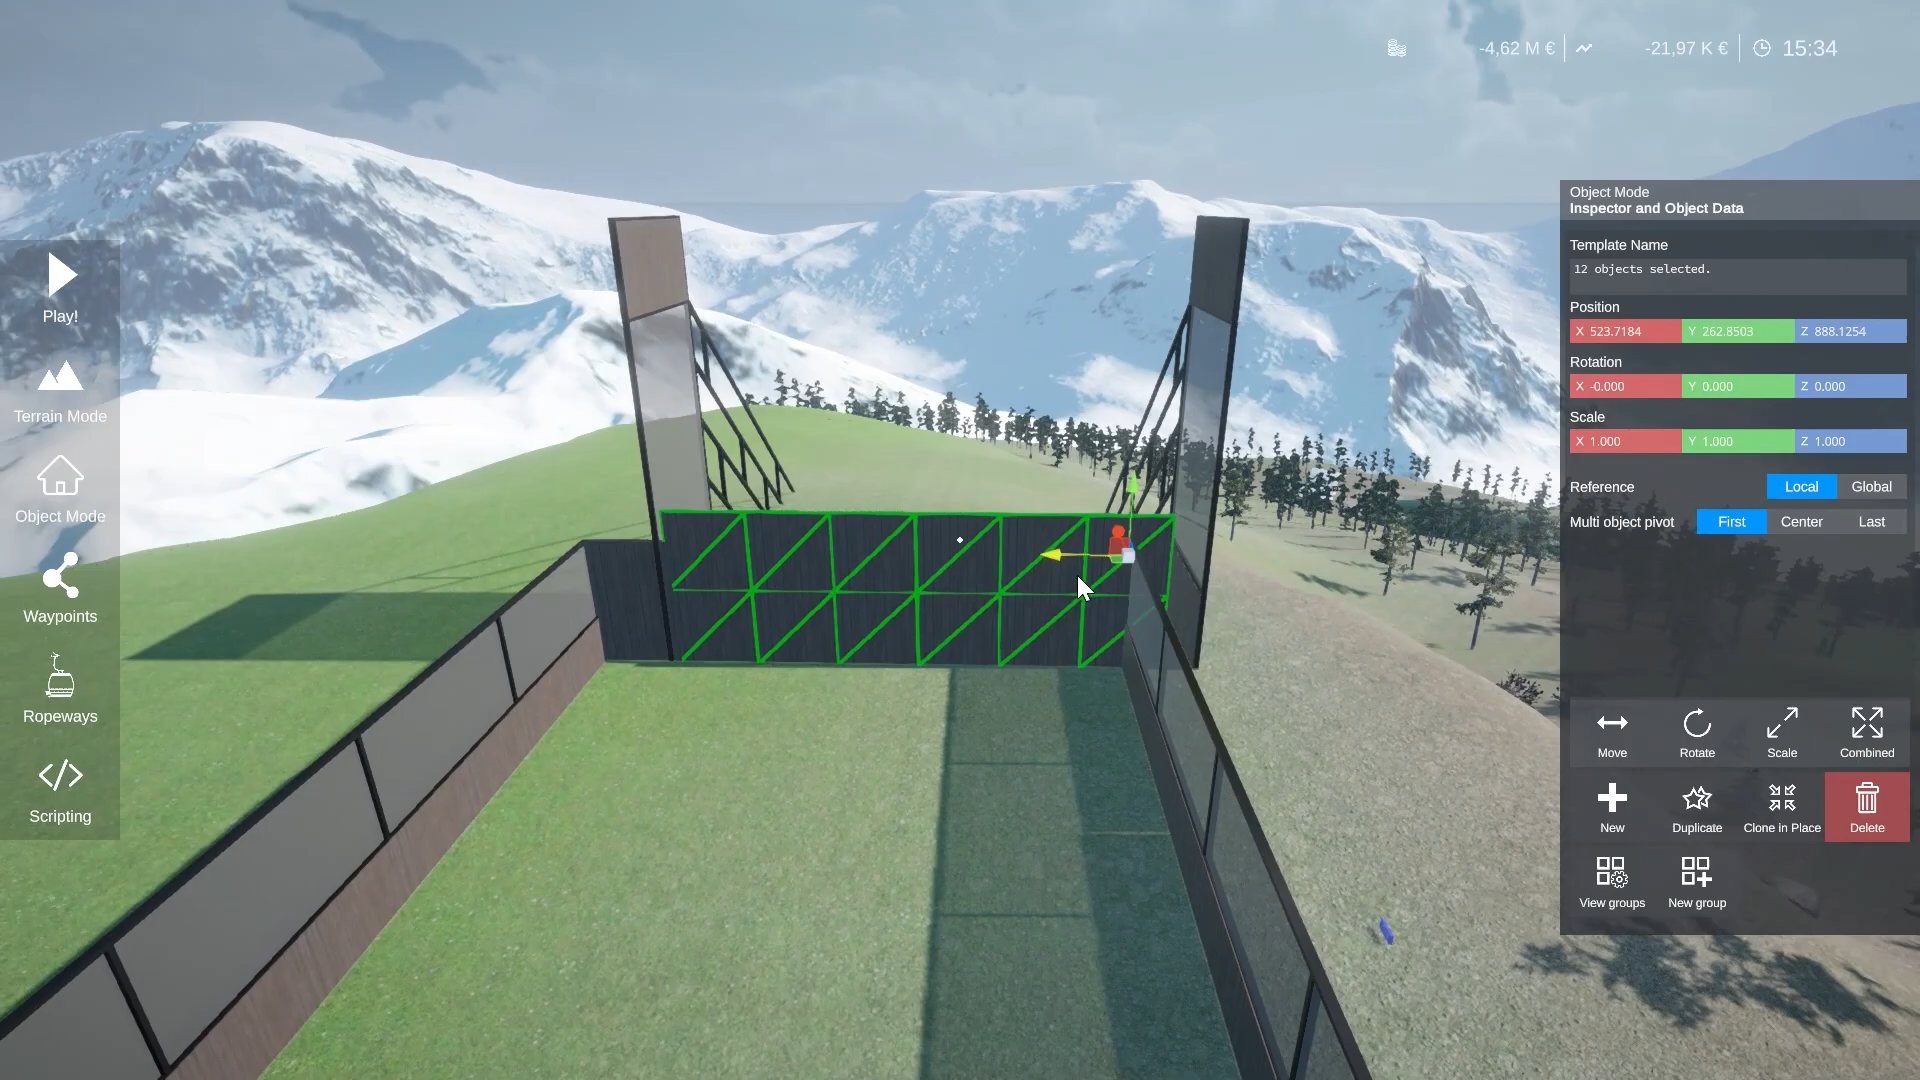 -4,62 M €
-21,97 K €
15:34
Play!
Terrain Mode
Object Mode
Waypoints
Ropeways
Scripting
Object Mode
Inspector and Object Data
Template Name
12 objects selected.
Position
X 523.7184 Y 262.8503 Z 888.1254
Rotation
X -0.000 Y 0.000 Z 0.000
Scale
X 1.000 Y 1.000 Z 1.000
Reference Local Global
Multi object pivot First Center Last
Move Rotate Scale Combined
New Duplicate Clone in Place Delete
View groups New group